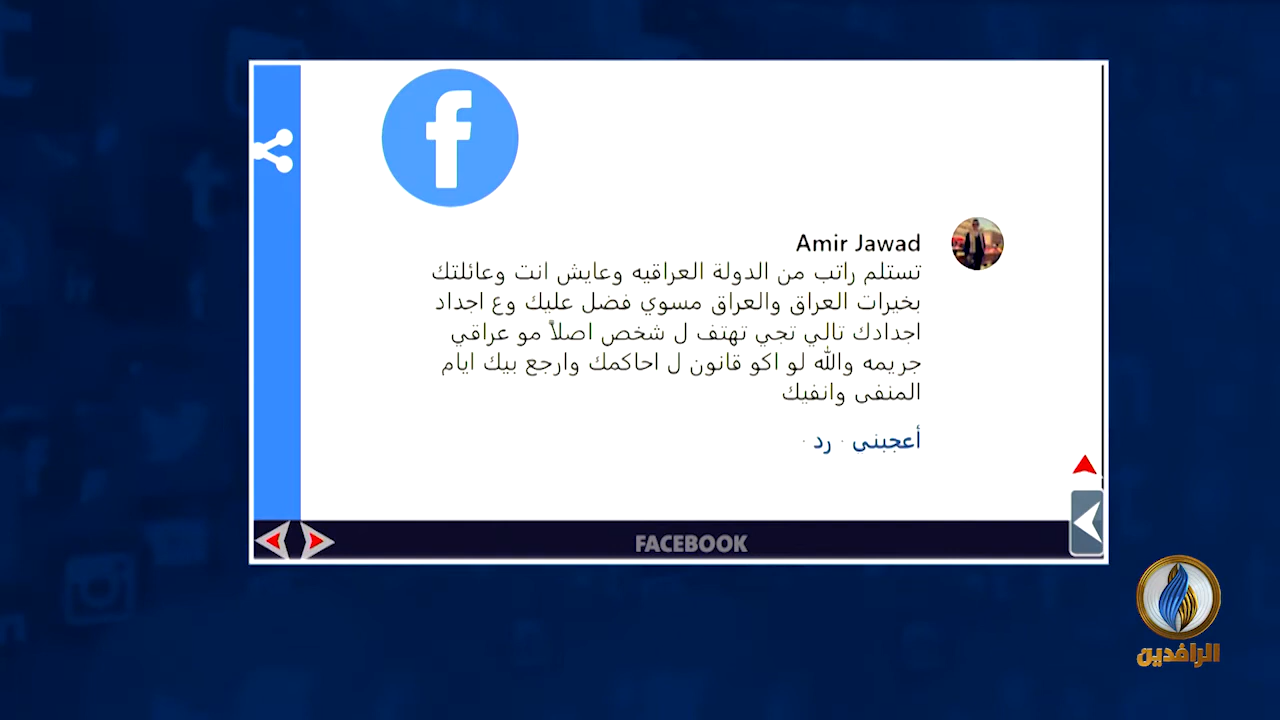 f
Amir Jawad
تستلم راتب من الدولة العراقيه وعايش انت وعائلتك
بخيرات العراق والعراق مسوي فضل عليك وع اجداد
اجدادك تالي تجي تهتف ل شخص اصلاً مو عراقي
جريمه والله لو اكو قانون ل احاكمك وارجع بيك ايام
المنفى وانفيك
أعجبني · رد ·
FACEBOOK
الرافدين